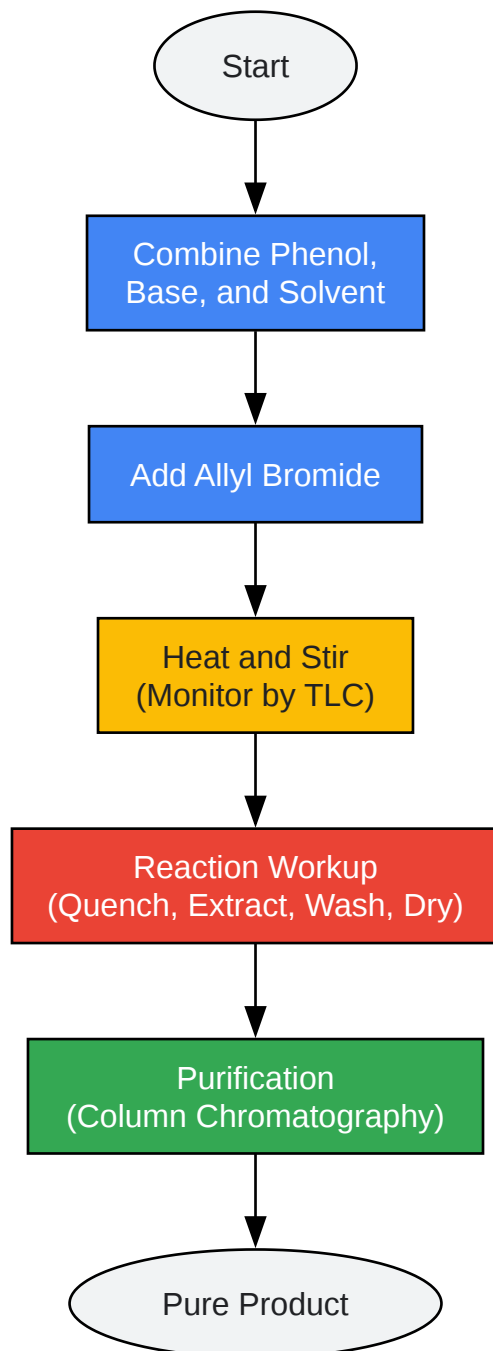 Start
Combine Phenol,
Base, and Solvent
Add Allyl Bromide
Heat and Stir
(Monitor by TLC)
Reaction Workup
(Quench, Extract, Wash, Dry)
Purification
(Column Chromatography)
Pure Product